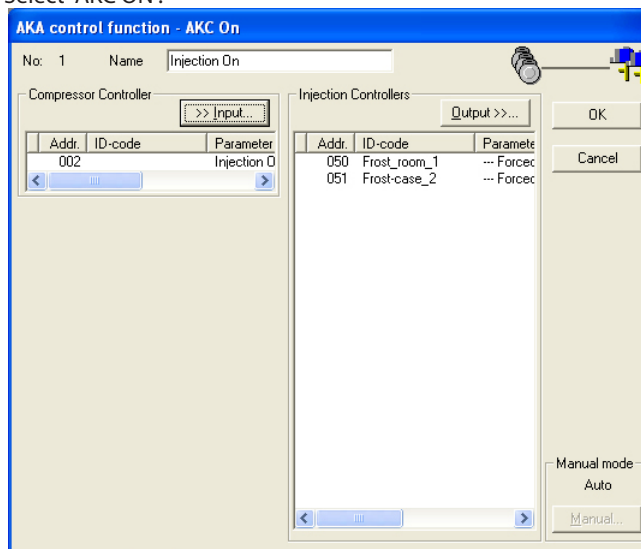 Select 'AKC ON'.
AKA control function - AKC On
No: 1 Name Injection On
Compressor Controller
>> Input...
Addr. ID-code Parameter
002 Injection O
Injection Controllers
Output >>...
Addr. ID-code Paramete
050 Frost_room_1 --- Forced
051 Frost-case_2 --- Forced
OK
Cancel
Manual mode
Auto
Manual...